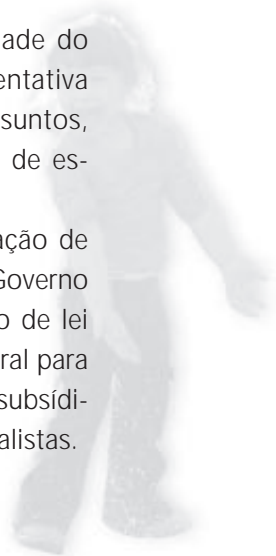 ade do
entativa
suntos,
de es-
ação de
Governo
o de lei
ral para
subsídi-
alistas.